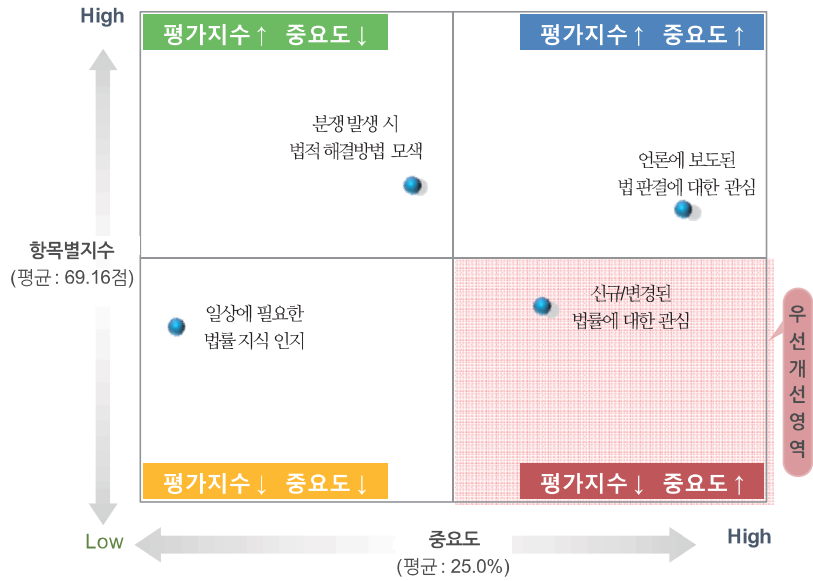 High
평가지수↑ 중요도↓
평가지수↑ 중요도↑
분쟁 발생 시
법적 해결방법 모색
언론에 보도된
법 판결에 대한 관심
항목별지수
(평균 : 69.16점)
일상에 필요한
법률 지식 인지
신규/변경된
법률에 대한 관심
우선개선영역
평가지수↓ 중요도↓
평가지수↓ 중요도↑
Low
중요도
(평균 : 25.0%)
High